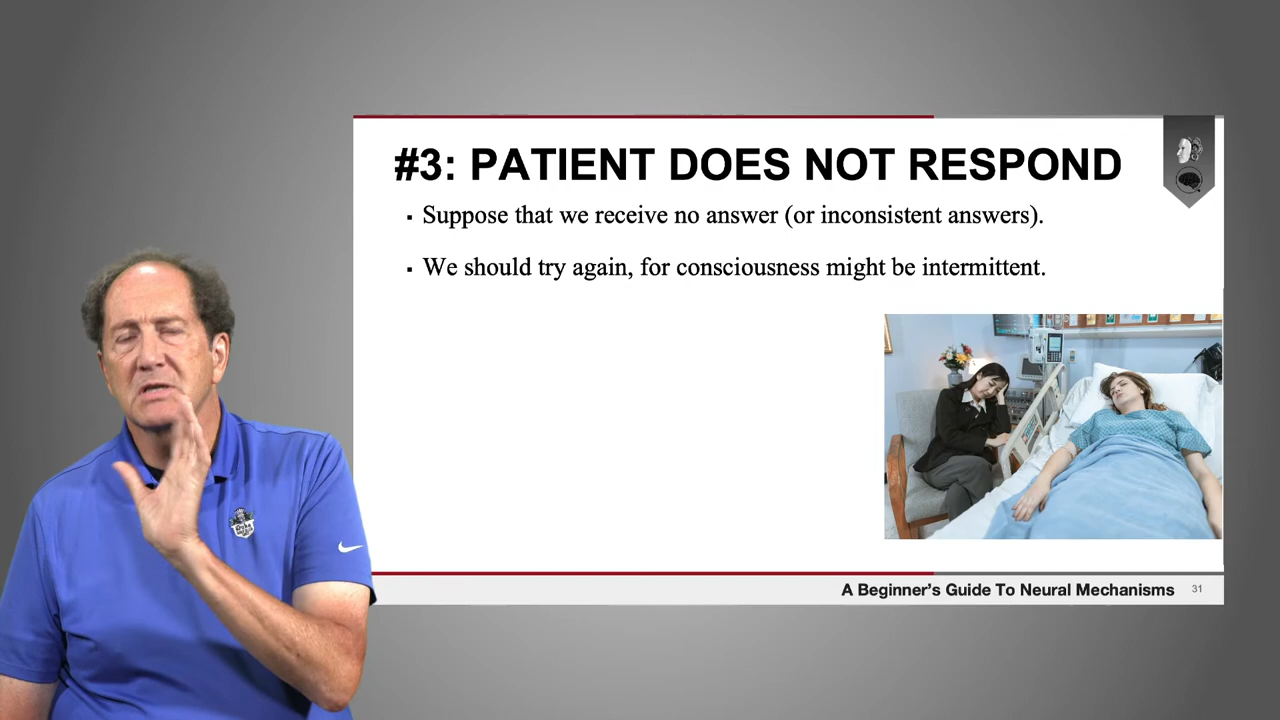 #3: PATIENT DOES NOT RESPOND
▪ Suppose that we receive no answer (or inconsistent answers).
▪ We should try again, for consciousness might be intermittent.
A Beginner's Guide To Neural Mechanisms 31